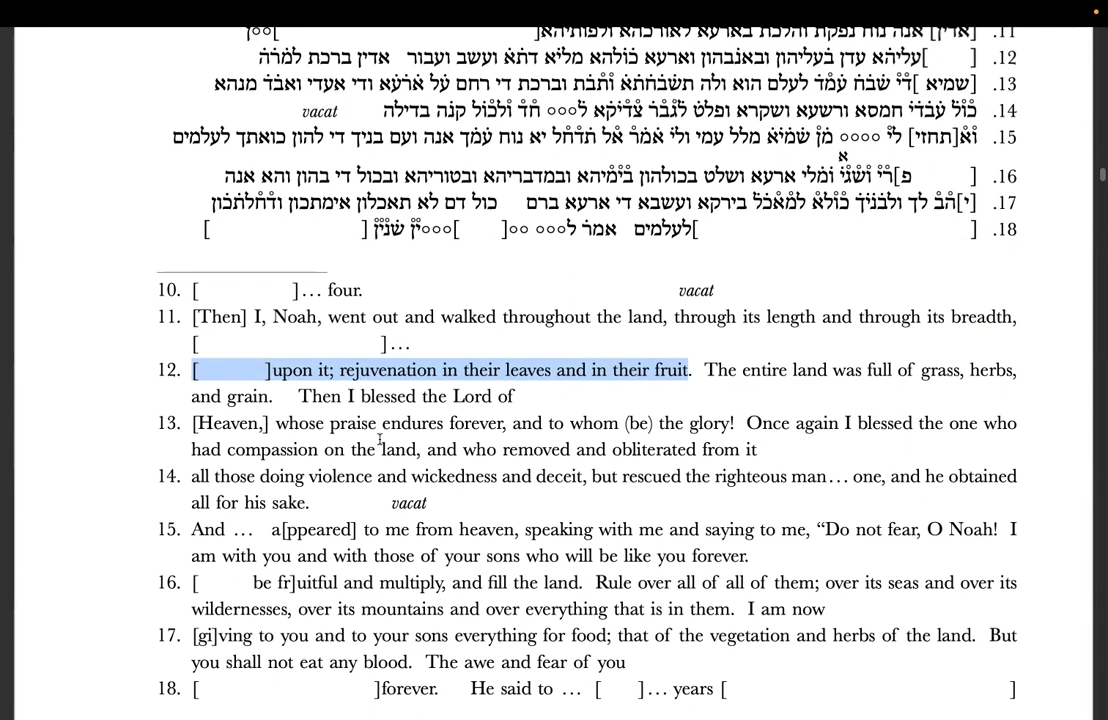 11. [אדין] אנה נוח נפקת והלכת בארעא לאורכהא ולפותיהא[ ]○○ן
12. [ ]עליהא עדן בעליהון ובאנבהון וארעא כולהא מליא דתא ועשב ועבור אדין ברכת למרה
13. [שמיא ]די שבח עמד לעלם הוא ולה תשבחתא ותבת וברכת די רחם על ארעא ודי אעדי ואבד מנהא
14. כול עבדי חמסא ורשעא ושקרא ופלט לגבר צדיקא ל○○○ חד ולכול קנה בדילה vacat
15. וא[תחזי] לי ○○○○ מן שמיא מלל עמי ולי אמר אל תדחל יא נוח עמך אנה ועם בניך די להון כואתך לעלמים
א
16. [ פ]רי ושגי ומלי ארעא ושלט בכולהון בימיהא ובמדבריהא ובטוריהא ובכול די בהון והא אנה
17. [י]הב לך ולבניך כולא למאכל בירקא ועשבא די ארעא ברם כול דם לא תאכלון אימתכון ודחלתכון
18. [ ]לעלמים אמר ל○○○ ○○[ ]○○○ין שנין[ ]
10. [ ]… four. vacat
11. [Then] I, Noah, went out and walked throughout the land, through its length and through its breadth,
[ ]…
12. [ ]upon it; rejuvenation in their leaves and in their fruit. The entire land was full of grass, herbs,
and grain. Then I blessed the Lord of
13. [Heaven,] whose praise endures forever, and to whom (be) the glory! Once again I blessed the one who
had compassion on the land, and who removed and obliterated from it
14. all those doing violence and wickedness and deceit, but rescued the righteous man… one, and he obtained
all for his sake. vacat
15. And … a[ppeared] to me from heaven, speaking with me and saying to me, “Do not fear, O Noah! I
am with you and with those of your sons who will be like you forever.
16. [ be fr]uitful and multiply, and fill the land. Rule over all of all of them; over its seas and over its
wildernesses, over its mountains and over everything that is in them. I am now
17. [gi]ving to you and to your sons everything for food; that of the vegetation and herbs of the land. But
you shall not eat any blood. The awe and fear of you
18. [ ]forever. He said to … [ ]… years [ ]